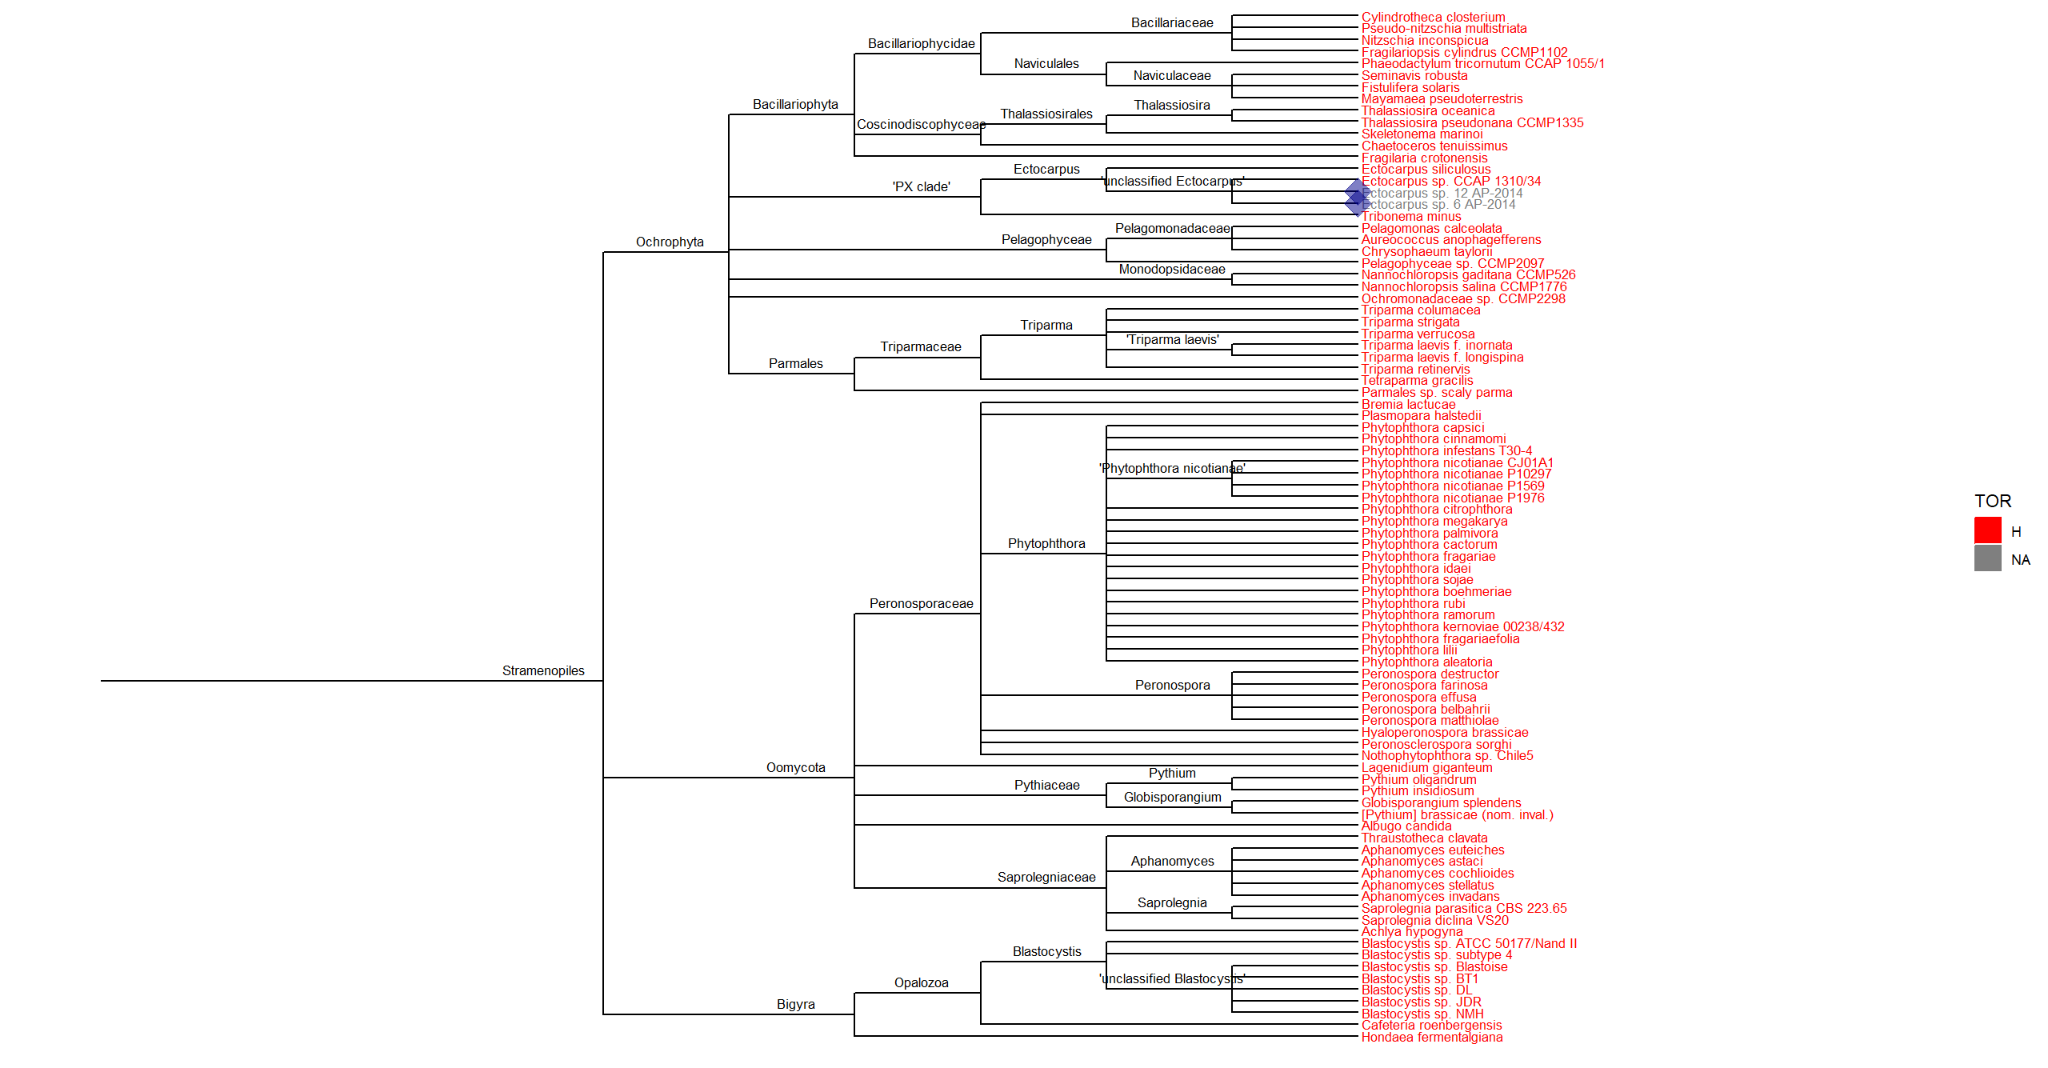 Bacillariaceae
Cylindrotheca closterium
Pseudo-nitzschia multistriata
Nitzschia inconspicua
Bacillariophycidae
Fragilariopsis cylindrus CCMP1102
Naviculales
Phaeodactylum tricornutum CCAP 1055/1
Naviculaceae
Seminavis robusta
Fistulifera solaris
Mayamaea pseudoterrestris
Bacillariophyta
Thalassiosira
Thalassiosira oceanica
Thalassiosirales
Thalassiosira pseudonana CCMP1335
Coscinodiscophyceae
Skeletonema marinoi
Chaetoceros tenuissimus
Fragilaria crotonensis
Ectocarpus
Ectocarpus siliculosus
'unclassified Ectocarpus'
Ectocarpus sp. CCAP 1310/34
'PX clade'
Ectocarpus sp. 12 AP-2014
Ectocarpus sp. 6 AP-2014
Tribonema minus
Pelagomonadaceae
Pelagomonas calceolata
Ochrophyta
Pelagophyceae
Aureococcus anophagefferens
Chrysophaeum taylorii
Pelagophyceae sp. CCMP2097
Monodopsidaceae
Nannochloropsis gaditana CCMP526
Nannochloropsis salina CCMP1776
Ochromonadaceae sp. CCMP2298
Triparma columacea
Triparma
Triparma strigata
Triparma verrucosa
'Triparma laevis'
Triparmaceae
Triparma laevis f. inornata
Triparma laevis f. longispina
Parmales
Triparma retinervis
Tetraparma gracilis
Parmales sp. scaly parma
Bremia lactucae
Plasmopara halstedii
Phytophthora capsici
Phytophthora cinnamomi
Phytophthora infestans T30-4
'Phytophthora nicotianae'
Phytophthora nicotianae CJ01A1
Phytophthora nicotianae P10297
Phytophthora nicotianae P1569
Phytophthora nicotianae P1976
Phytophthora citrophthora
Phytophthora megakarya
Phytophthora palmivora
Phytophthora
Phytophthora cactorum
Phytophthora fragariae
Phytophthora idaei
Phytophthora sojae
Phytophthora boehmeriae
Peronosporaceae
Phytophthora rubi
Phytophthora ramorum
Phytophthora kernoviae 00238/432
Phytophthora fragariaefolia
Phytophthora lilii
Phytophthora aleatoria
Stramenopiles
Peronospora destructor
Peronospora
Peronospora farinosa
Peronospora effusa
Peronospora belbahrii
Peronospora matthiolae
Hyaloperonospora brassicae
Peronosclerospora sorghi
Nothophytophthora sp. Chile5
Oomycota
Lagenidium giganteum
Pythium
Pythium oligandrum
Pythiaceae
Pythium insidiosum
Globisporangium
Globisporangium splendens
[Pythium] brassicae (nom. inval.)
Albugo candida
Thraustotheca clavata
Aphanomyces
Aphanomyces euteiches
Aphanomyces astaci
Saprolegniaceae
Aphanomyces cochlioides
Aphanomyces stellatus
Aphanomyces invadans
Saprolegnia
Saprolegnia parasitica CBS 223.65
Saprolegnia diclina VS20
Achlya hypogyna
Blastocystis
Blastocystis sp. ATCC 50177/Nand II
Blastocystis sp. subtype 4
Blastocystis sp. Blastoise
'unclassified Blastocystis'
Blastocystis sp. BT1
Opalozoa
Blastocystis sp. DL
Bigyra
Blastocystis sp. JDR
Blastocystis sp. NMH
Cafeteria roenbergensis
Hondaea fermentalgiana
TOR
H
NA